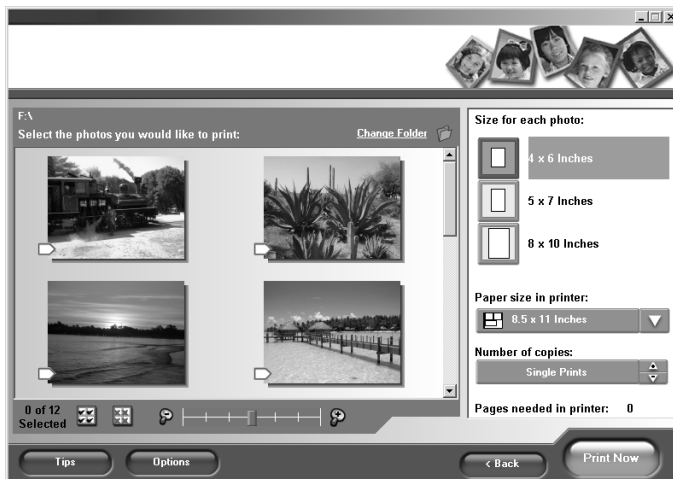 F:\
Select the photos you would like to print:
Change Folder
0 of 12
Selected
Size for each photo:
4 x 6 Inches
5 x 7 Inches
8 x 10 Inches
Paper size in printer:
8.5 x 11 Inches
Number of copies:
Single Prints
Pages needed in printer: 0
Tips
Options
< Back
Print Now